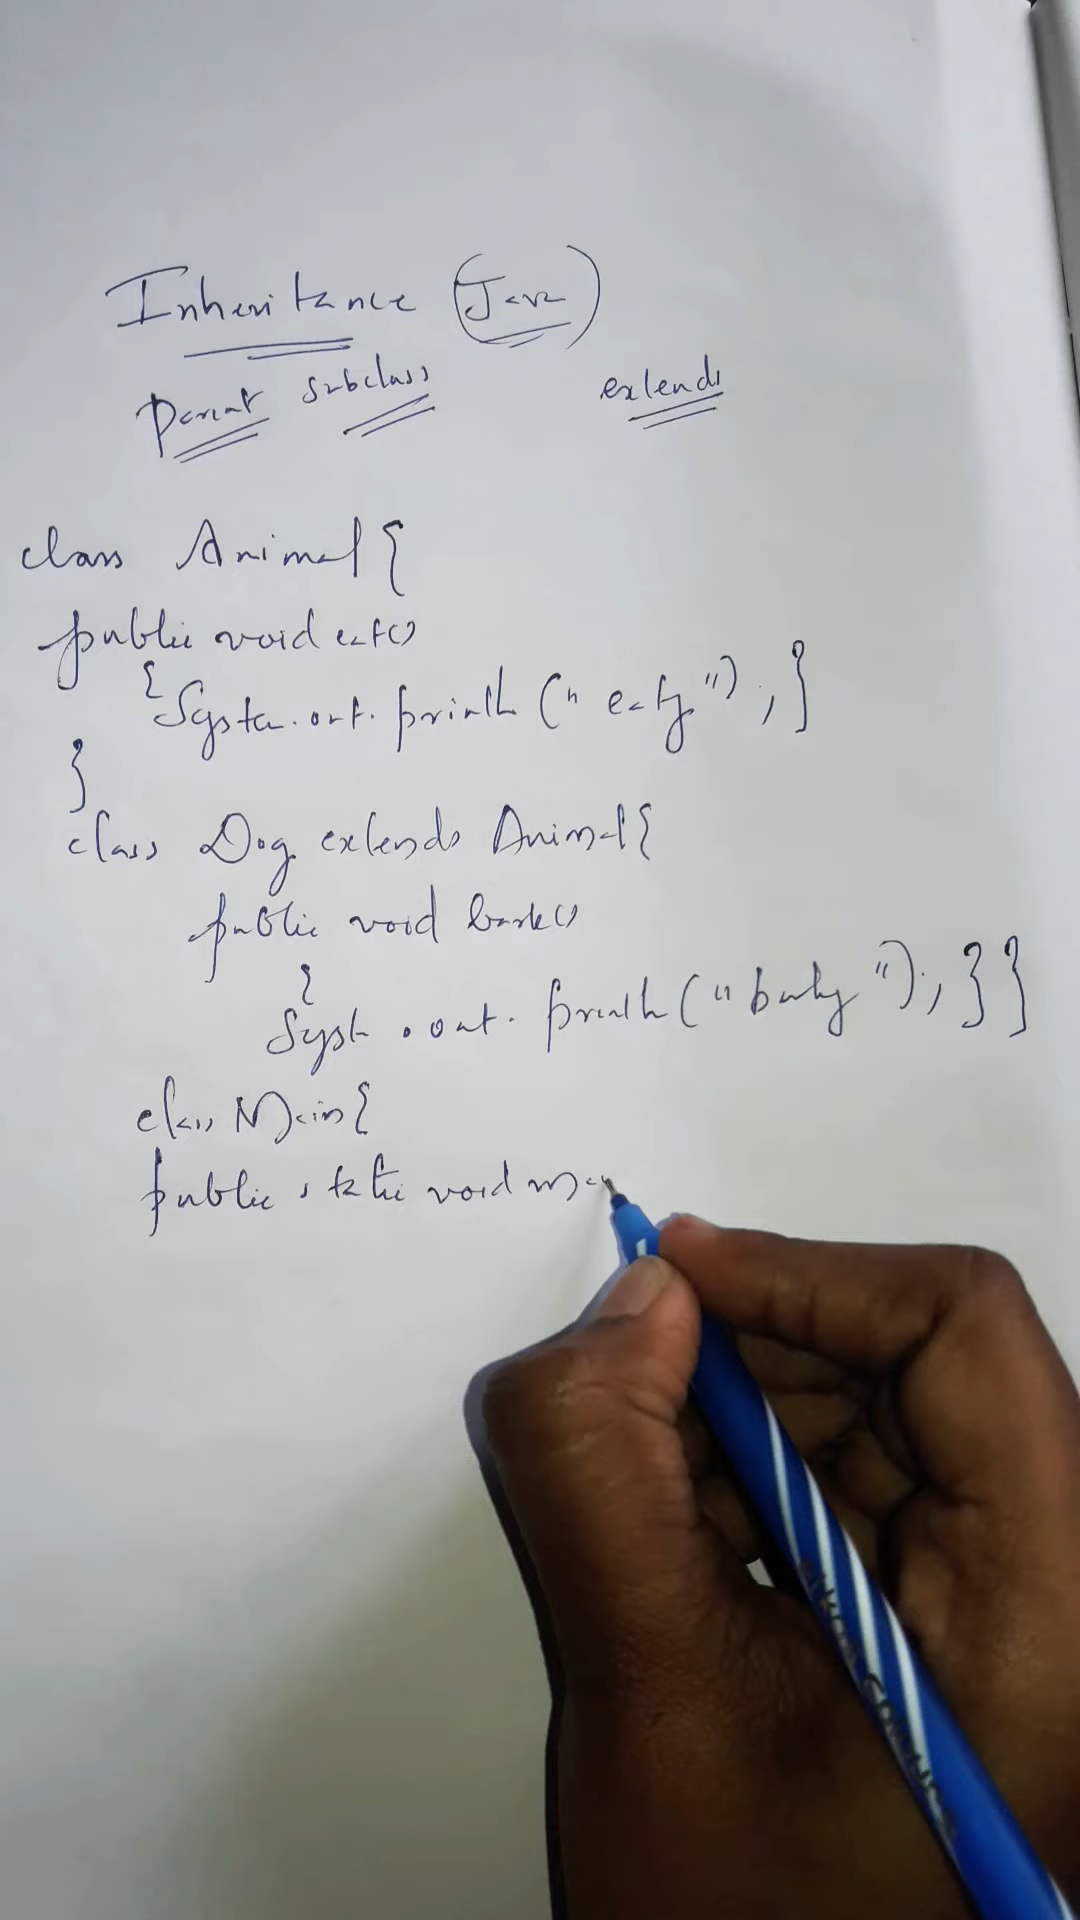 Inheritance (Java)
Parent subclass extends
class Animal {
public void eat()
{ System.out.println ("eating"); }
}
class Dog extends Animal {
public void bark()
{
System.out.println ("barking"); } }
class Main {
public static void ma